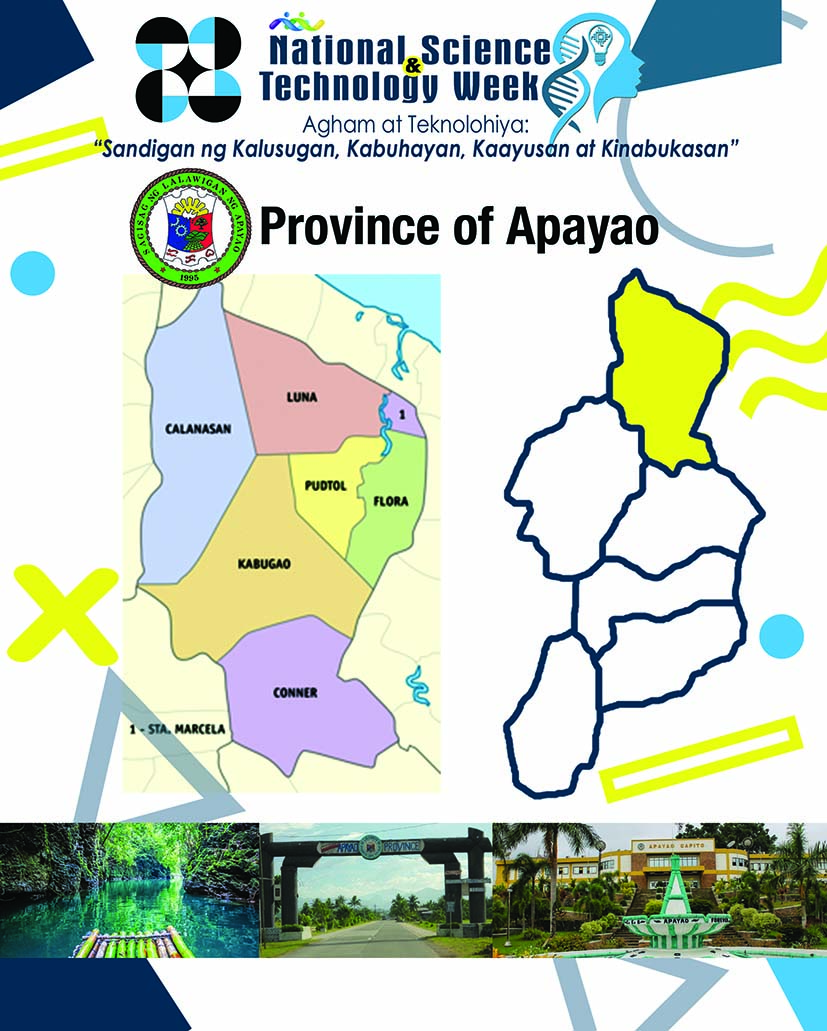 National Science
&
Technology Week
Agham at Teknolohiya:
“Sandigan ng Kalusugan, Kabuhayan, Kaayusan at Kinabukasan”
SAGISAG NG LALAWIGAN NG APAYAO
1995
Province of Apayao
LUNA
1
CALANASAN
PUDTOL
FLORA
KABUGAO
CONNER
1 - STA. MARCELA
APAYAO PROVINCE
APAYAO CAPITO
APAYAO